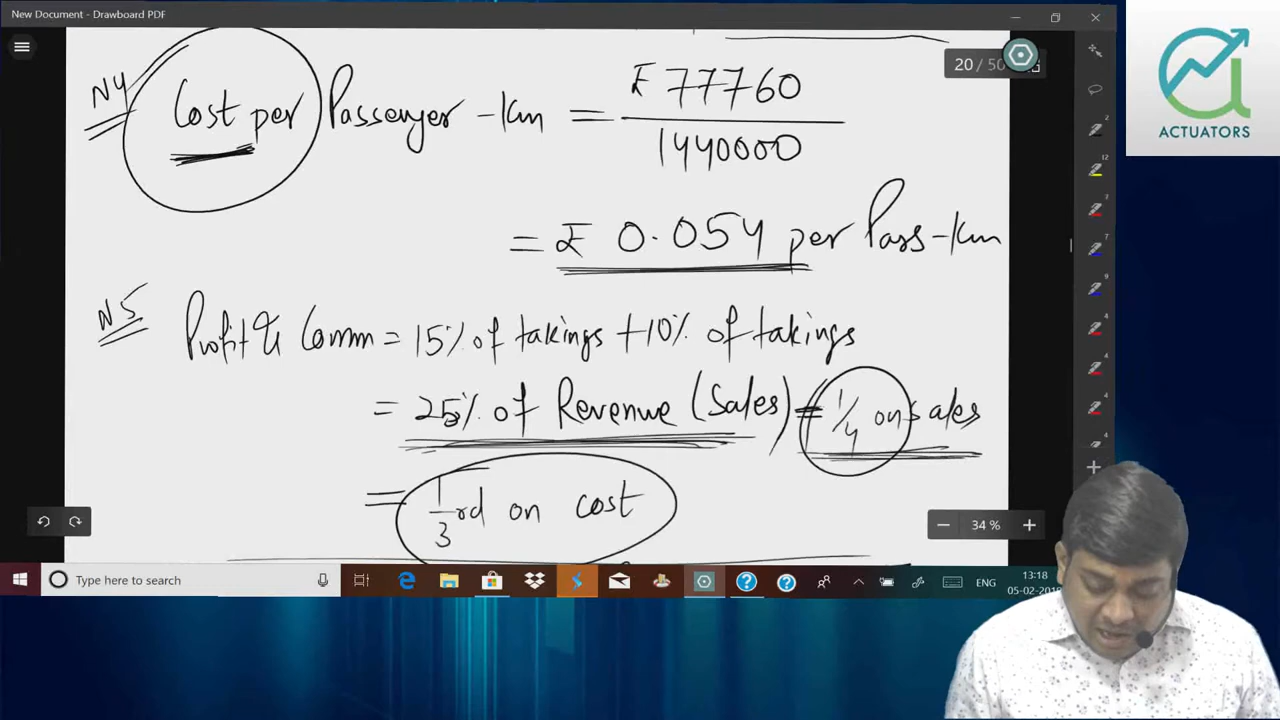 New Document - Drawboard PDF
20 / 50
ACTUATORS
N4 Cost per Passenger-km = ₹ 77760
1440000
= ₹ 0.054 per Pass-km
N5 Profit & Comm = 15% of takings + 10% of takings
= 25% of Revenue (Sales) = 1/4 on sales
= 1/3rd on cost
34 %
Type here to search
ENG
13:18